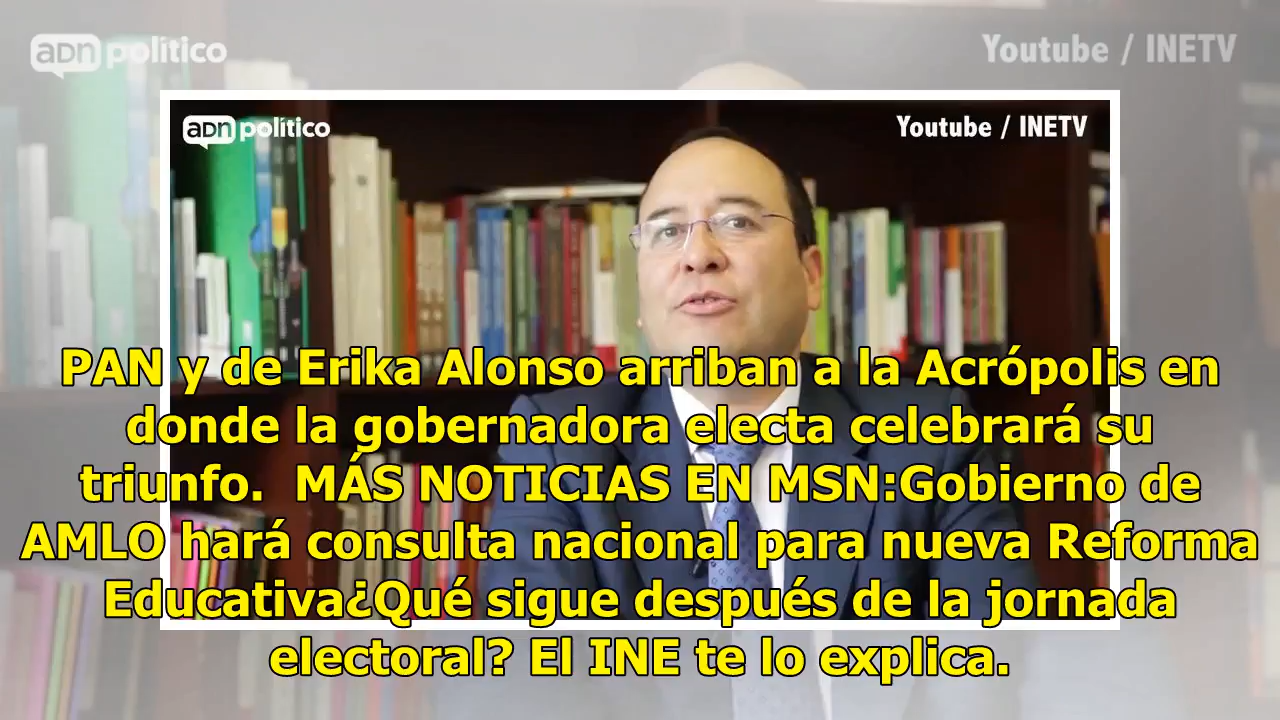 adn político
Youtube / INETV
adn político
Youtube / INETV
PAN y de Erika Alonso arriban a la Acrópolis en
donde la gobernadora electa celebrará su
triunfo.  MÁS NOTICIAS EN MSN:Gobierno de
AMLO hará consulta nacional para nueva Reforma
Educativa¿Qué sigue después de la jornada
electoral? El INE te lo explica.